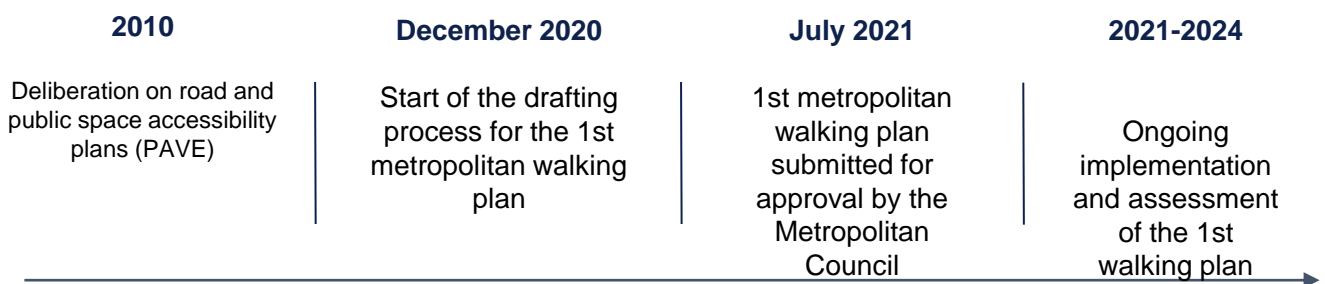 2010
Deliberation on road and
public space accessibility
plans (PAVE)
December 2020
Start of the drafting
process for the 1st
metropolitan walking
plan
July 2021
1st metropolitan
walking plan
submitted for
approval by the
Metropolitan
Council
2021-2024
Ongoing
implementation
and assessment
of the 1st
walking plan